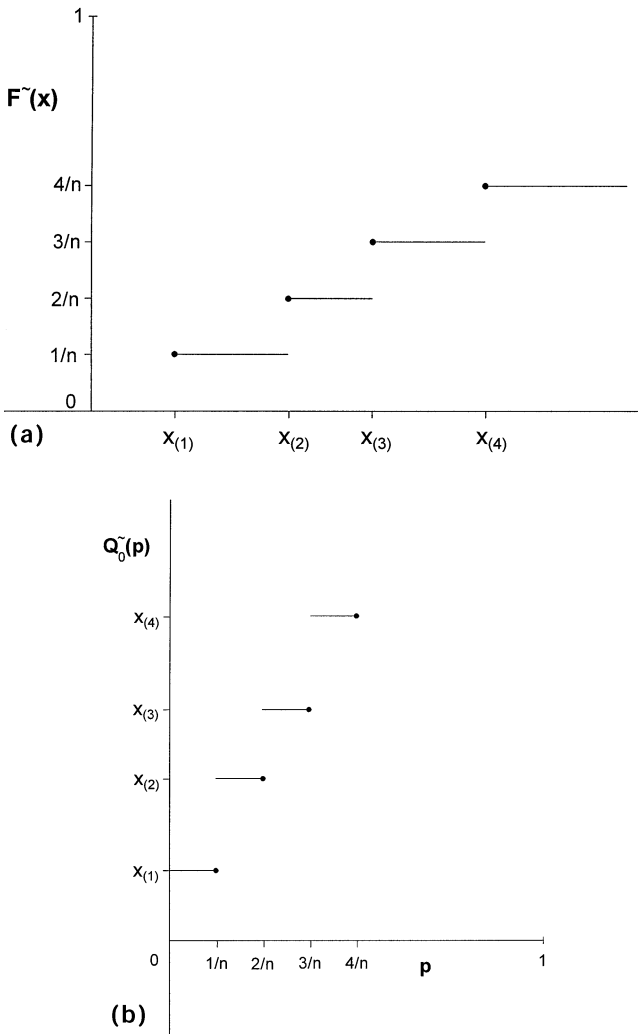 1
F~(x)
4/n
3/n
2/n
1/n
0
(a)
X(1) X(2) X(3) X(4)
Q~0(p)
X(4)
X(3)
X(2)
X(1)
0 1/n 2/n 3/n 4/n p 1
(b)